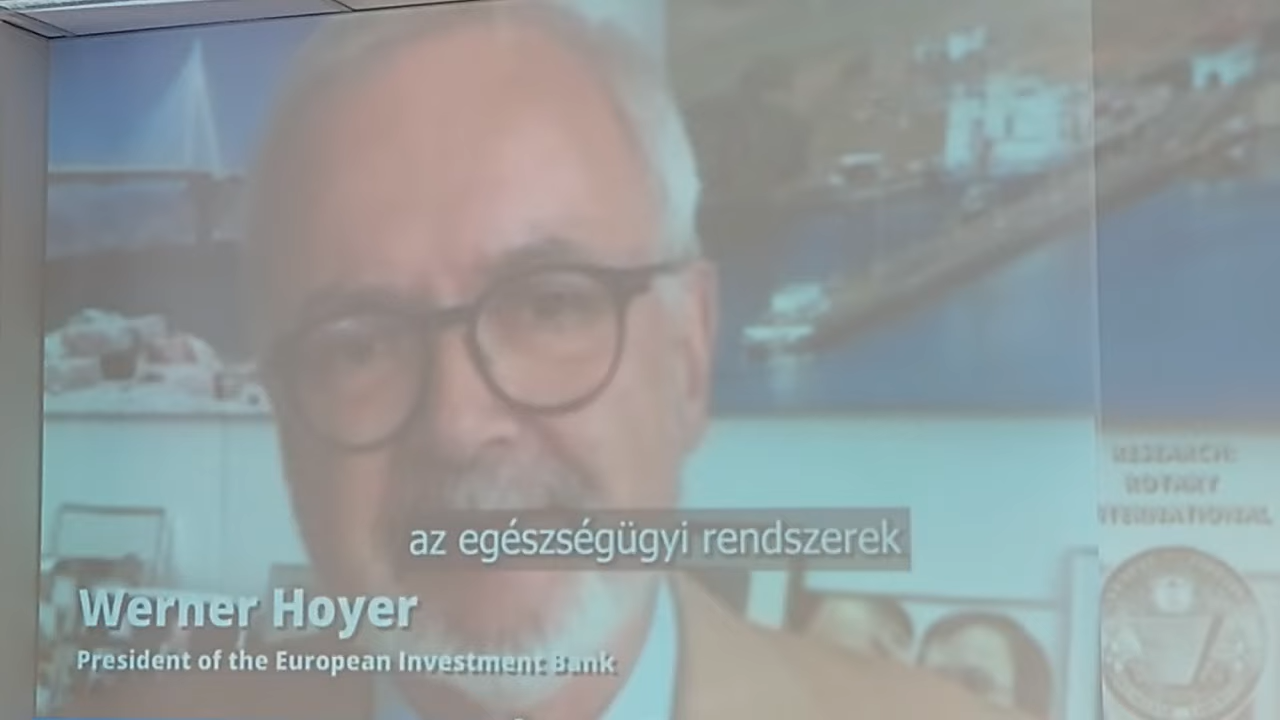 RESEARCH:
ROTARY
INTERNATIONAL
az egészségügyi rendszerek
Werner Hoyer
President of the European Investment Bank